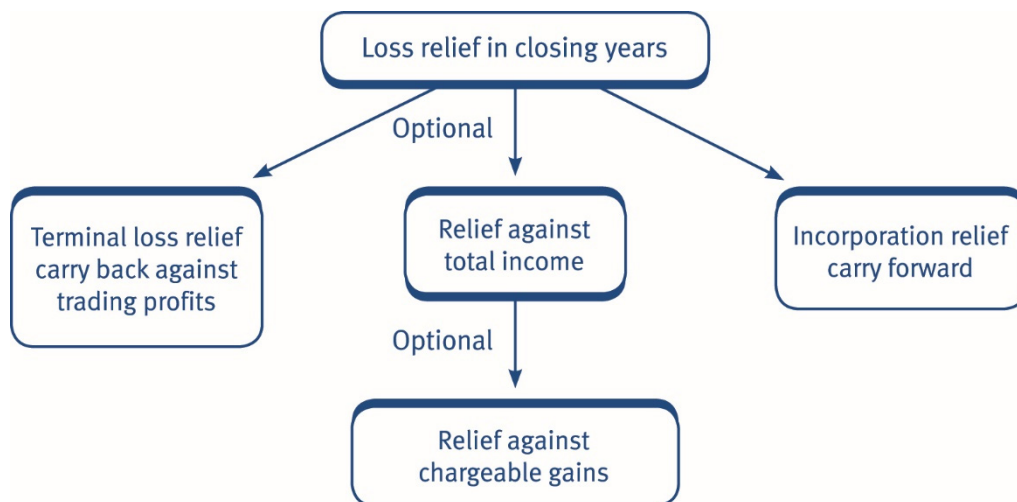 Loss relief in closing years
Optional
Terminal loss relief
carry back against
trading profits
Relief against
total income
Incorporation relief
carry forward
Optional
Relief against
chargeable gains